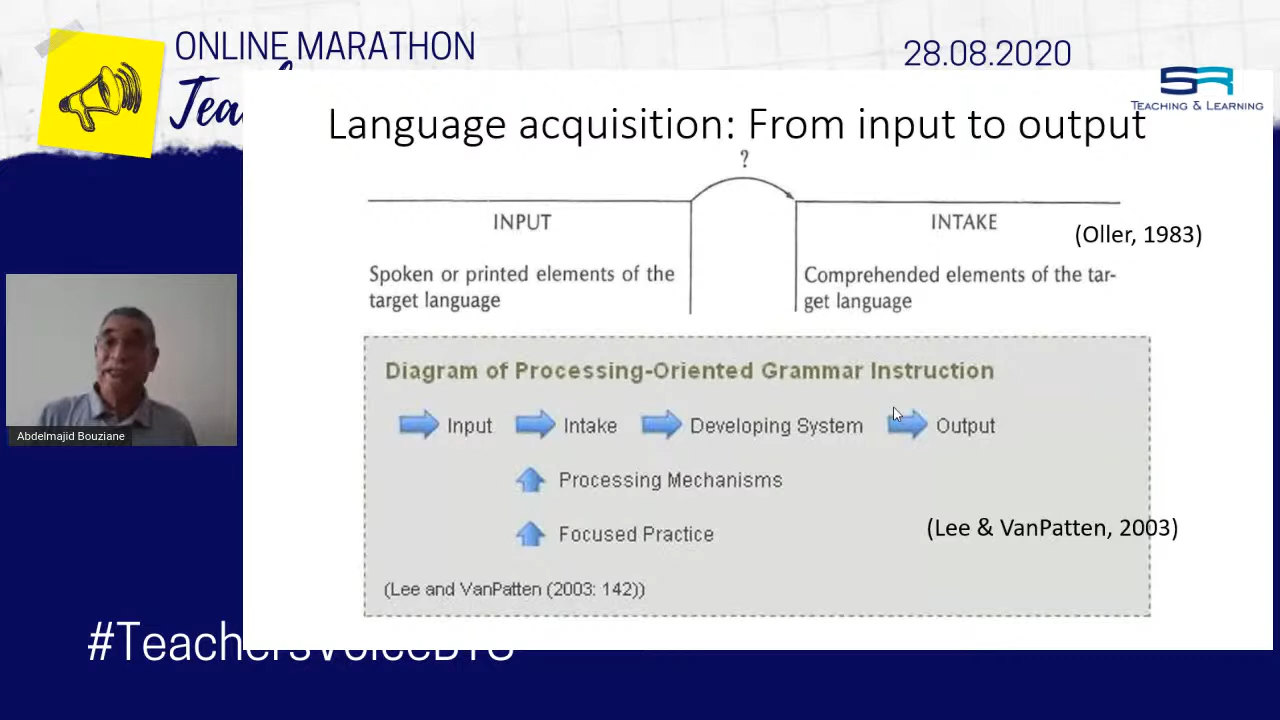 ONLINE MARATHON
28.08.2020
SR
TEACHING & LEARNING
Language acquisition: From input to output
?
INPUT
INTAKE
(Oller, 1983)
Spoken or printed elements of the
target language
Comprehended elements of the tar-
get language
Diagram of Processing-Oriented Grammar Instruction
Input Intake Developing System Output
Processing Mechanisms
Focused Practice
(Lee & VanPatten, 2003)
(Lee and VanPatten (2003: 142))
Abdelmajid Bouziane